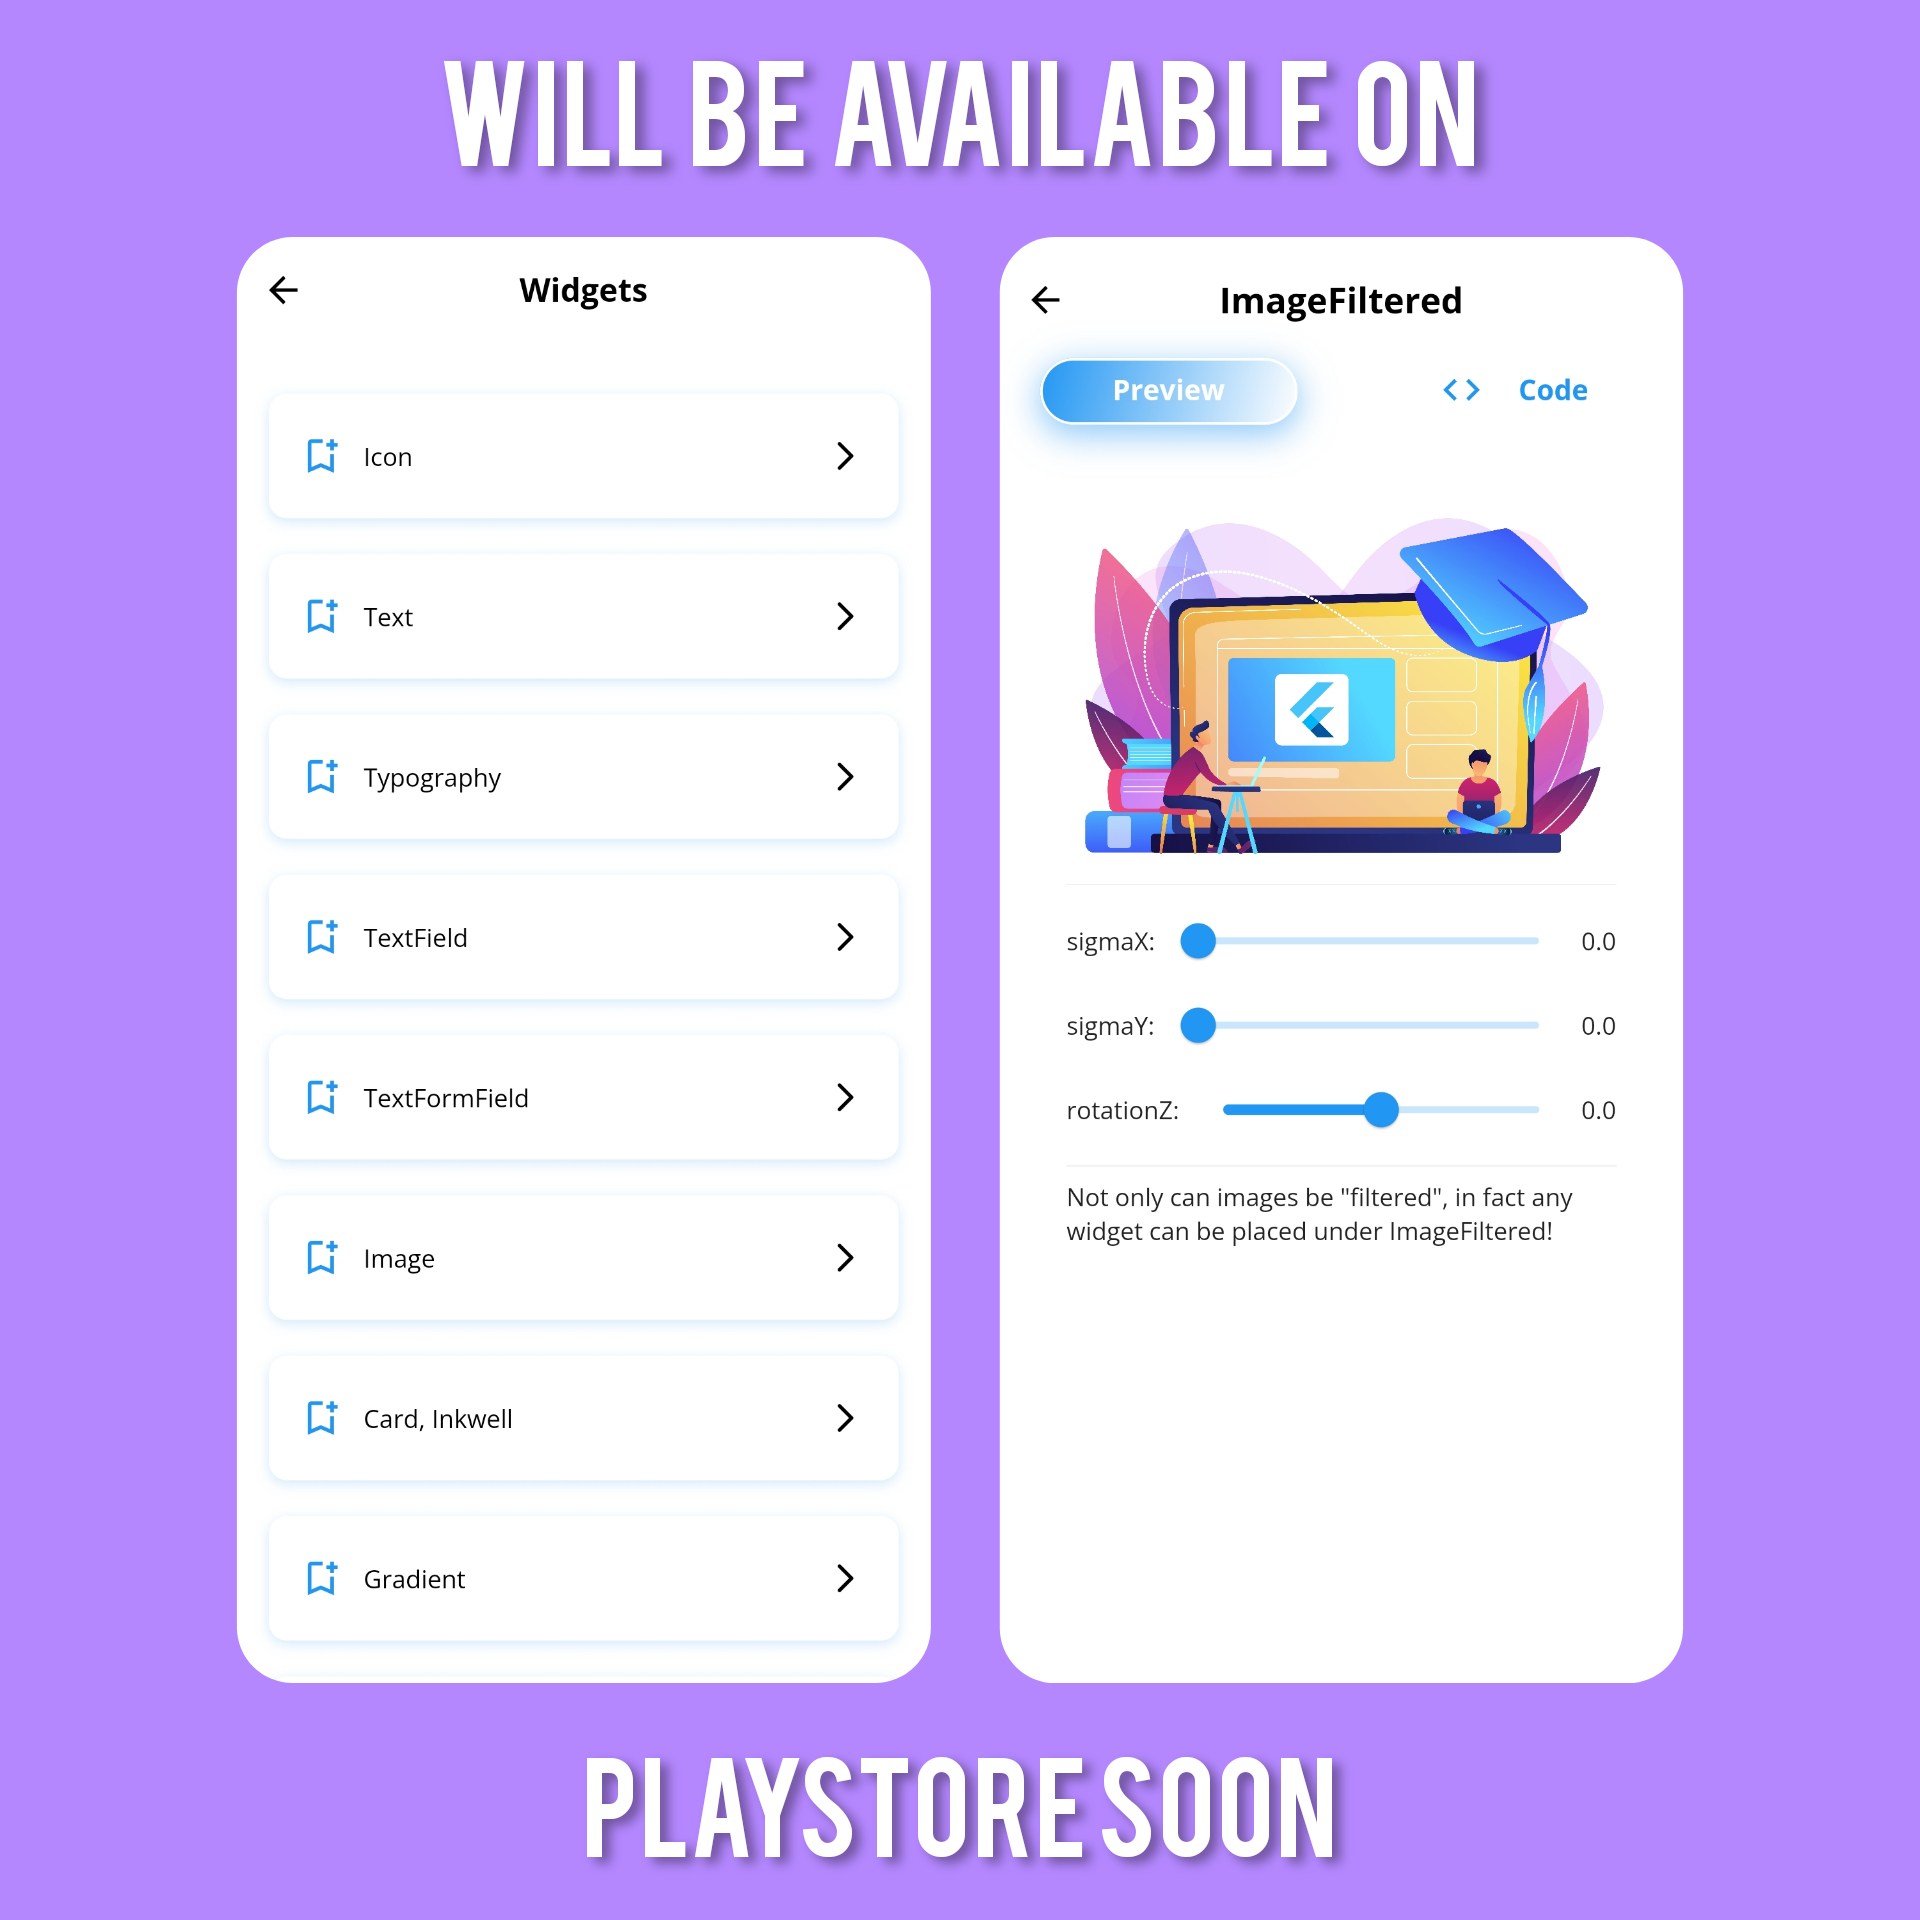 WILL BE AVAILABLE ON
Widgets
Icon
Text
Typography
TextField
TextFormField
Image
Card, Inkwell
Gradient
ImageFiltered
Preview
<> Code
sigmaX: 0.0
sigmaY: 0.0
rotationZ: 0.0
Not only can images be "filtered", in fact any
widget can be placed under ImageFiltered!
PLAYSTORE SOON